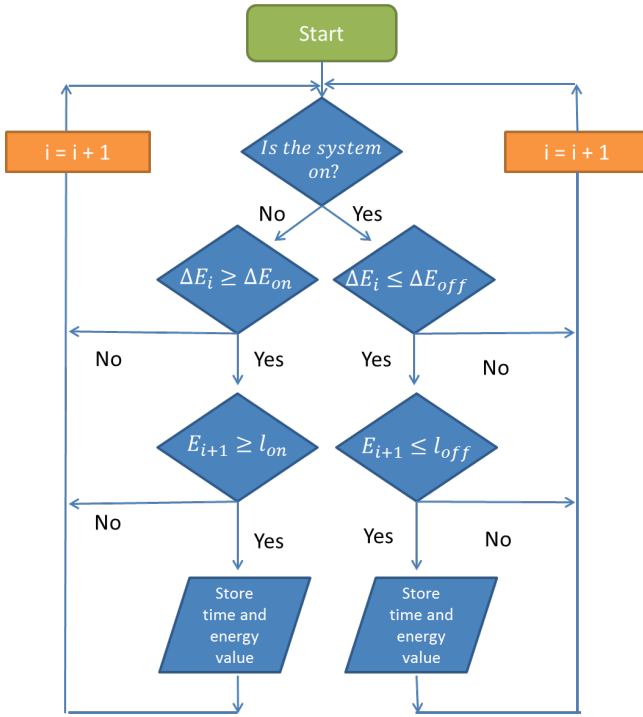 Start
i = i + 1
Is the system
on?
i = i + 1
No
Yes
ΔE_i ≥ ΔE_on
ΔE_i ≤ ΔE_off
No
Yes
Yes
No
E_{i+1} ≥ l_on
E_{i+1} ≤ l_off
No
Yes
Yes
No
Store
time and
energy
value
Store
time and
energy
value